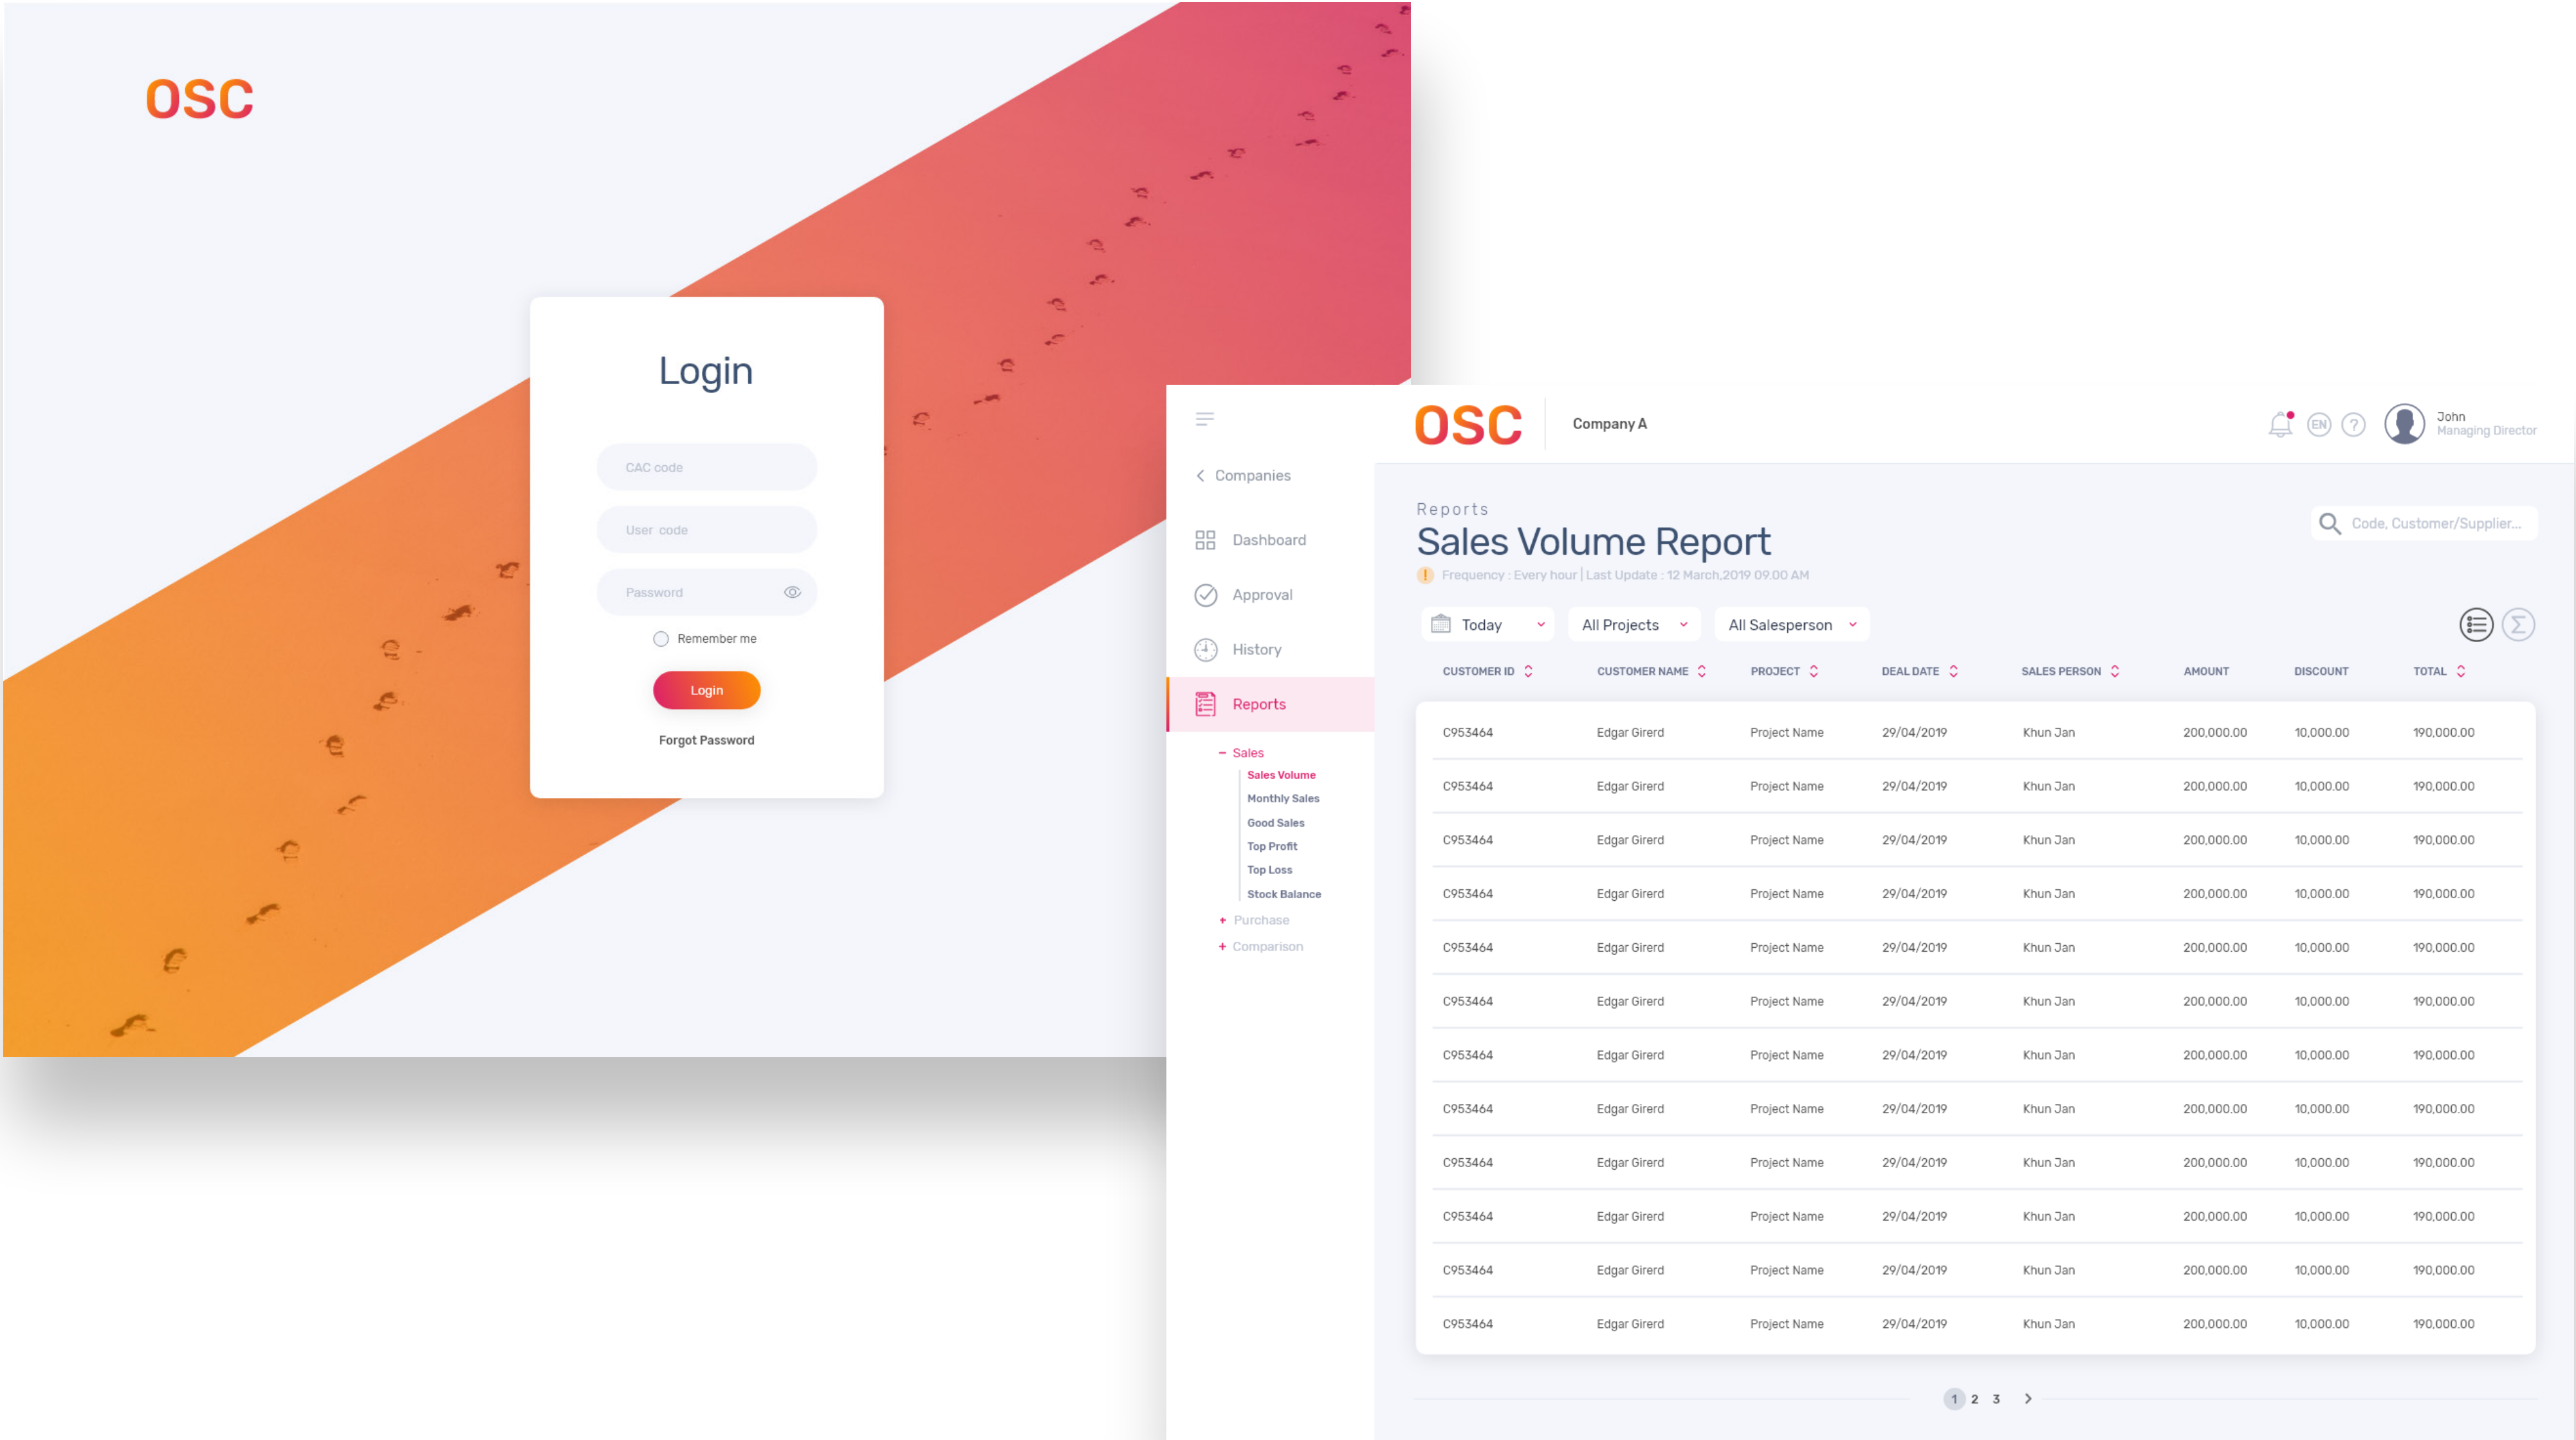 OSC
Login
CAC code
User code
Password
Remember me
Login
Forgot Password
OSC
Company A
EN
?
John
Managing Director
Companies
Dashboard
Approval
History
Reports
Sales
Sales Volume
Monthly Sales
Good Sales
Top Profit
Top Loss
Stock Balance
Purchase
Comparison
Reports
Sales Volume Report
! Frequency : Every hour | Last Update : 12 March,2019 09.00 AM
Code, Customer/Supplier...
Today All Projects All Salesperson Σ
CUSTOMER ID CUSTOMER NAME PROJECT DEAL DATE SALES PERSON AMOUNT DISCOUNT TOTAL
C953464 Edgar Girerd Project Name 29/04/2019 Khun Jan 200,000.00 10,000.00 190,000.00
C953464 Edgar Girerd Project Name 29/04/2019 Khun Jan 200,000.00 10,000.00 190,000.00
C953464 Edgar Girerd Project Name 29/04/2019 Khun Jan 200,000.00 10,000.00 190,000.00
C953464 Edgar Girerd Project Name 29/04/2019 Khun Jan 200,000.00 10,000.00 190,000.00
C953464 Edgar Girerd Project Name 29/04/2019 Khun Jan 200,000.00 10,000.00 190,000.00
C953464 Edgar Girerd Project Name 29/04/2019 Khun Jan 200,000.00 10,000.00 190,000.00
C953464 Edgar Girerd Project Name 29/04/2019 Khun Jan 200,000.00 10,000.00 190,000.00
C953464 Edgar Girerd Project Name 29/04/2019 Khun Jan 200,000.00 10,000.00 190,000.00
C953464 Edgar Girerd Project Name 29/04/2019 Khun Jan 200,000.00 10,000.00 190,000.00
C953464 Edgar Girerd Project Name 29/04/2019 Khun Jan 200,000.00 10,000.00 190,000.00
C953464 Edgar Girerd Project Name 29/04/2019 Khun Jan 200,000.00 10,000.00 190,000.00
C953464 Edgar Girerd Project Name 29/04/2019 Khun Jan 200,000.00 10,000.00 190,000.00
1 2 3